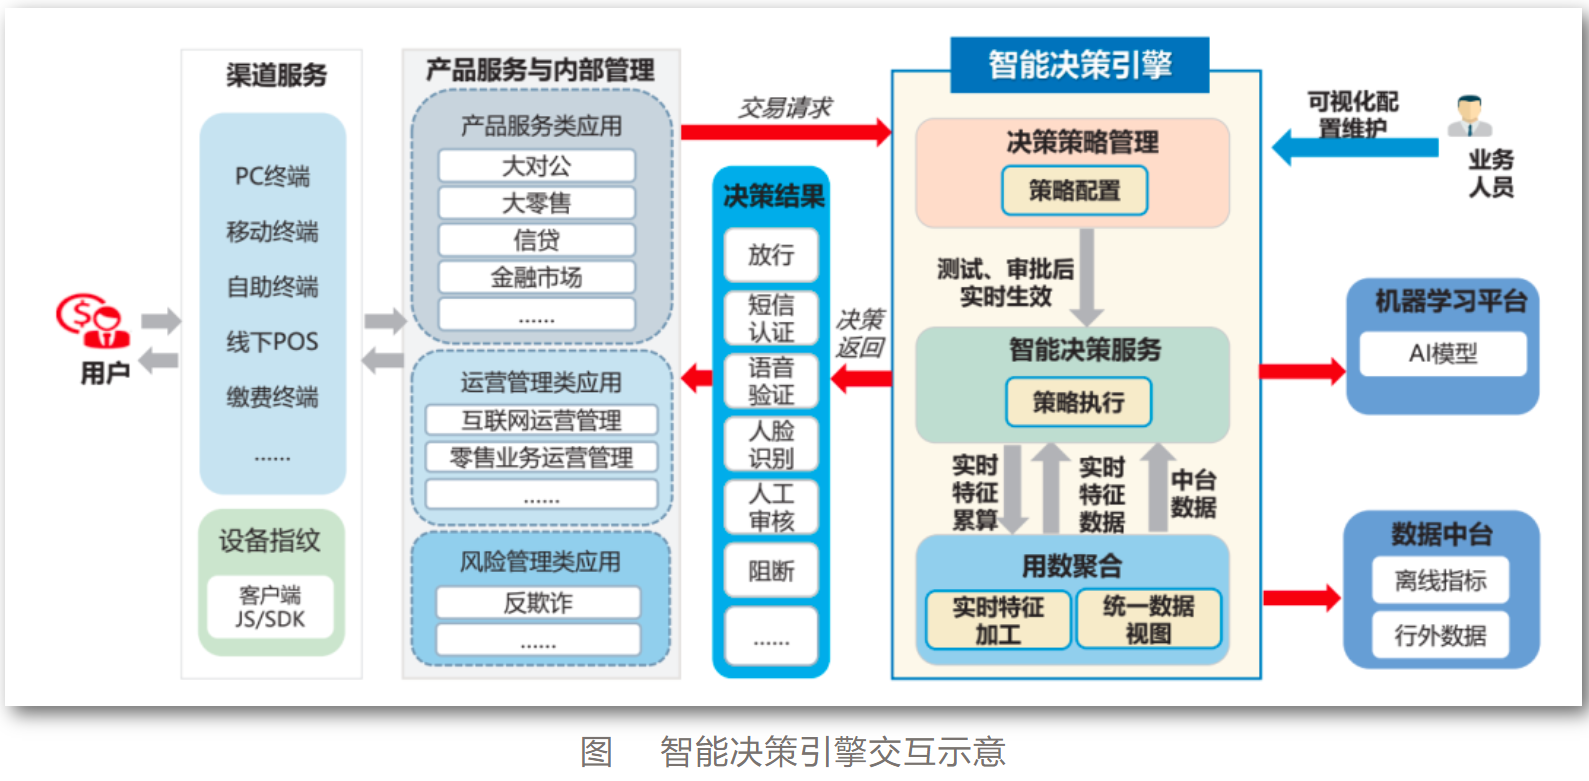 用户
渠道服务
PC终端
移动终端
自助终端
线下POS
缴费终端
......
设备指纹
客户端
JS/SDK
产品服务与内部管理
产品服务类应用
大对公
大零售
信贷
金融市场
......
运营管理类应用
互联网运营管理
零售业务运营管理
......
风险管理类应用
反欺诈
......
交易请求
决策结果
放行
短信
认证
语音
验证
人脸
识别
人工
审核
阻断
......
决策
返回
智能决策引擎
决策策略管理
策略配置
测试、审批后
实时生效
智能决策服务
策略执行
实时
特征
累算
实时
特征
数据
中台
数据
用数聚合
实时特征
加工
统一数据
视图
可视化配
置维护
业务
人员
机器学习平台
AI模型
数据中台
离线指标
行外数据
图 智能决策引擎交互示意